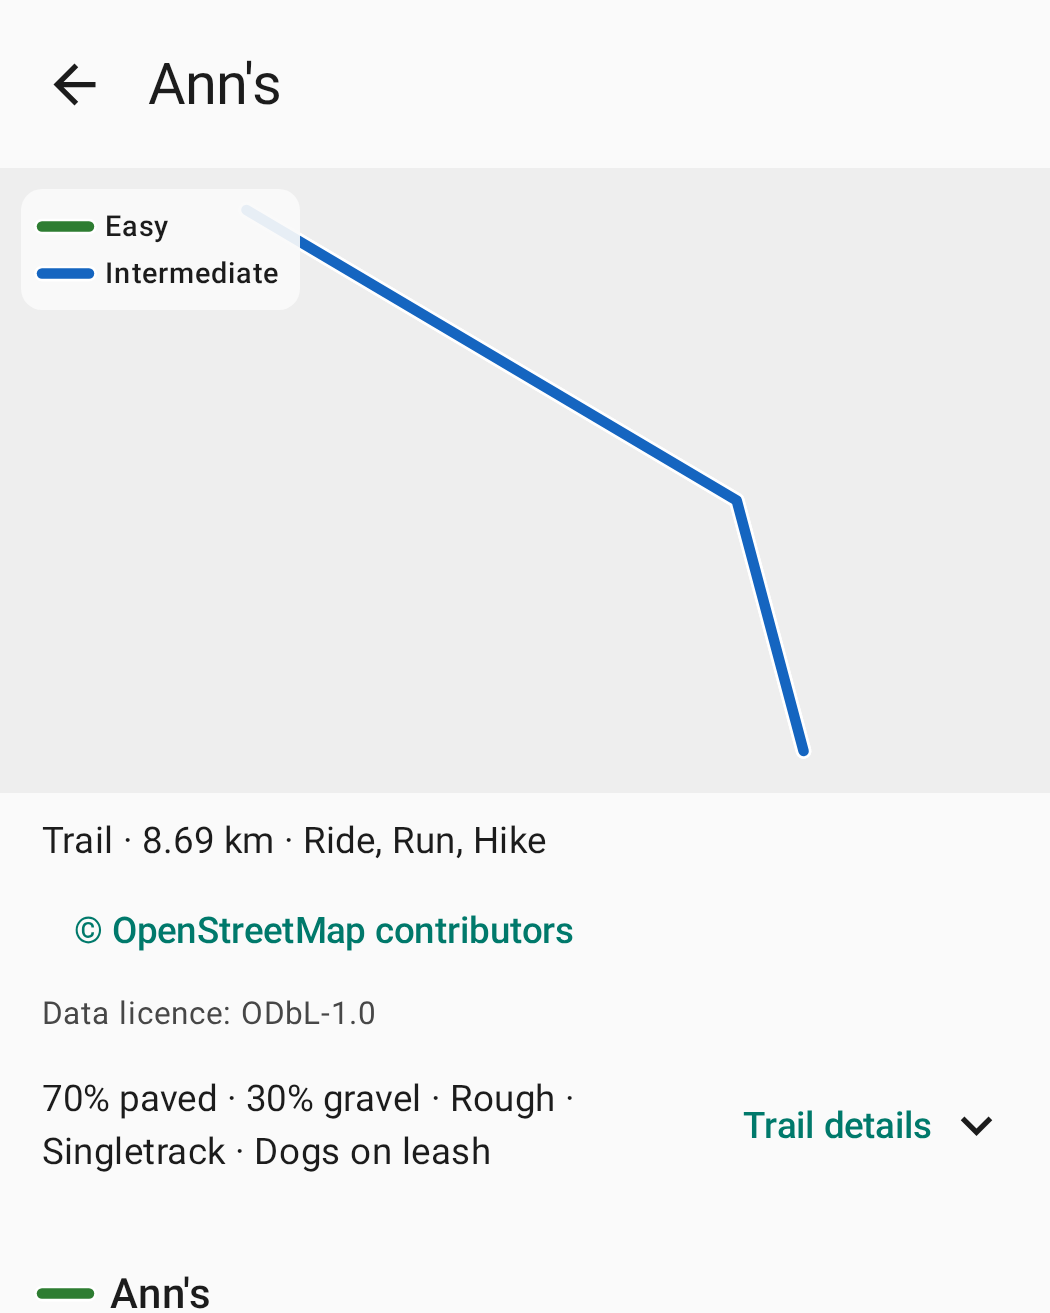 Ann's
Easy
Intermediate
Trail · 8.69 km · Ride, Run, Hike
© OpenStreetMap contributors
Data licence: ODbL-1.0
70% paved · 30% gravel · Rough ·
Singletrack · Dogs on leash
Trail details
Ann's